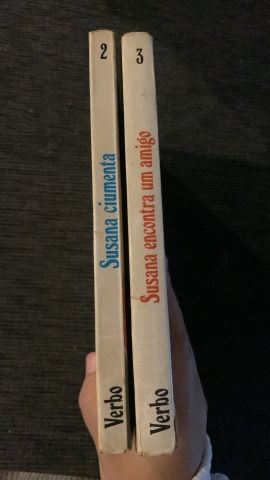 2
Susana ciumenta
Verbo
3
Susana encontra um amigo
Verbo